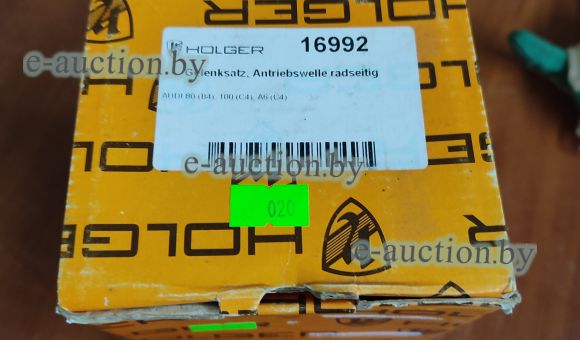 HOLGER 16992
e-auction.by
Gelenksatz, Antriebswelle radseitig
AUDI 80 (B4), 100 (C4), A6 (C4)
e-auction.by
020
HOLGER
e-auction.by
HOLGER